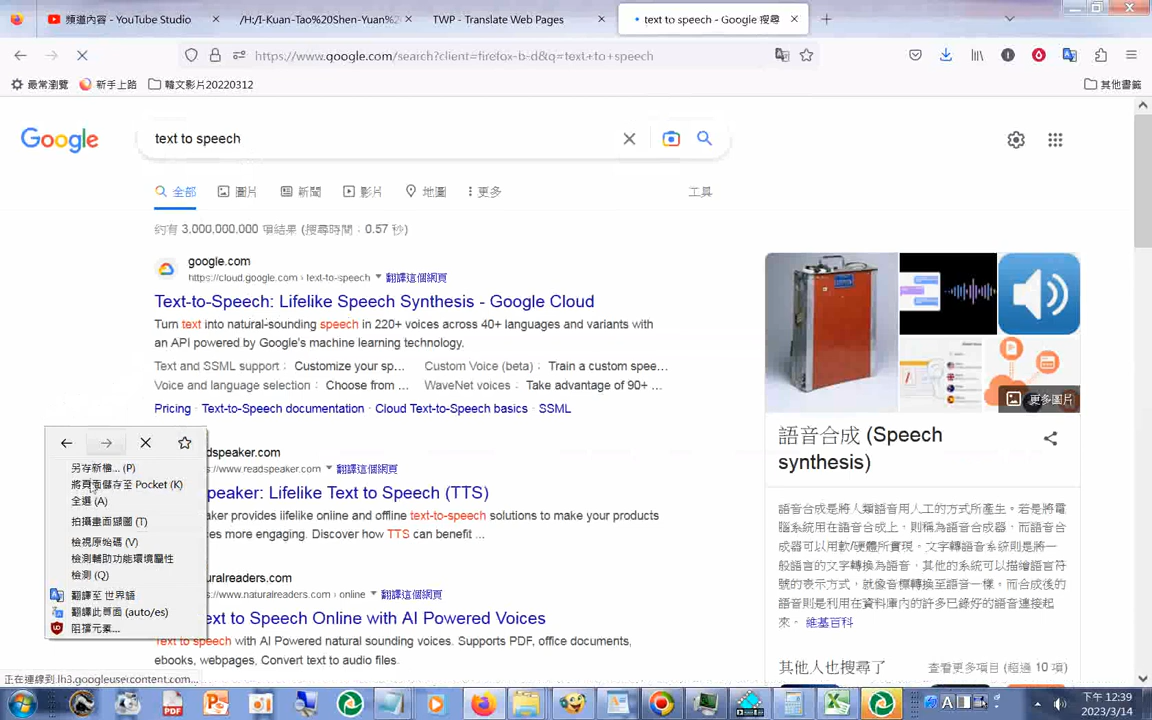 頻道內容 - YouTube Studio
/H:/I-Kuan-Tao%20Shen-Yuan%
TWP - Translate Web Pages
text to speech - Google 搜尋
https://www.google.com/search?client=firefox-b-d&q=text+to+speech
最常瀏覽
新手上路
韓文影片20220312
其他書籤
Google
text to speech
全部
圖片
新聞
影片
地圖
更多
工具
約有 3,000,000,000 項結果 (搜尋時間：0.57 秒)
google.com
https://cloud.google.com › text-to-speech 翻譯這個網頁
Text-to-Speech: Lifelike Speech Synthesis - Google Cloud
Turn text into natural-sounding speech in 220+ voices across 40+ languages and variants with
an API powered by Google's machine learning technology.
Text and SSML support： Customize your sp... Custom Voice (beta)： Train a custom spee...
Voice and language selection： Choose from ... WaveNet voices： Take advantage of 90+ ...
Pricing · Text-to-Speech documentation · Cloud Text-to-Speech basics · SSML
dspeaker.com
https://www.readspeaker.com 翻譯這個網頁
peaker: Lifelike Text to Speech (TTS)
aker provides lifelike online and offline text-to-speech solutions to make your products
es more engaging. Discover how TTS can benefit ...
uralreaders.com
www.naturalreaders.com › online 翻譯這個網頁
ext to Speech Online with AI Powered Voices
Text to speech with AI Powered natural sounding voices. Supports PDF, office documents,
ebooks, webpages, Convert text to audio files.
另存新檔... (P)
將頁面儲存至 Pocket (K)
全選 (A)
拍攝畫面擷圖 (T)
檢視原始碼 (V)
檢測輔助功能環境屬性
檢測 (Q)
翻譯至 世界語
翻譯此頁面 (auto/es)
阻擋元素...
更多圖片
語音合成 (Speech
synthesis)
語音合成是將人類語音用人工的方式所產生。若是將電
腦系統用在語音合成上，則稱為語音合成器，而語音合
成器可以用軟/硬體所實現。文字轉語音系統則是將一
般語言的文字轉換為語音，其他的系統可以描繪語言符
號的表示方式，就像音標轉換至語音一樣。而合成後的
語音則是利用在資料庫內的許多已錄好的語音連接起
來。 維基百科
其他人也搜尋了
查看更多項目 (超過 10 項)
正在連線到 lh3.googleusercontent.com...
下午 12:39
2023/3/14